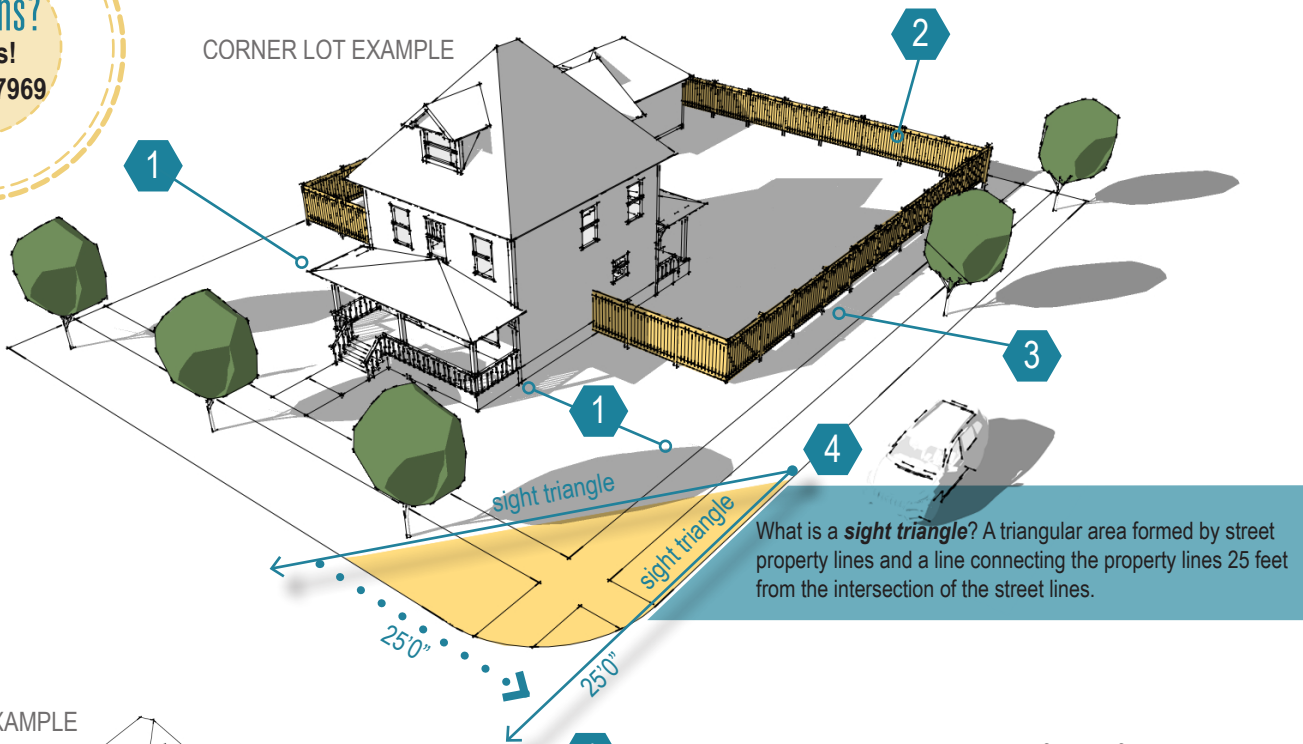 s!
7969
CORNER LOT EXAMPLE
2
1
3
1
4
sight triangle
sight triangle
What is a sight triangle? A triangular area formed by street
property lines and a line connecting the property lines 25 feet
from the intersection of the street lines.
25'0”
25'0”